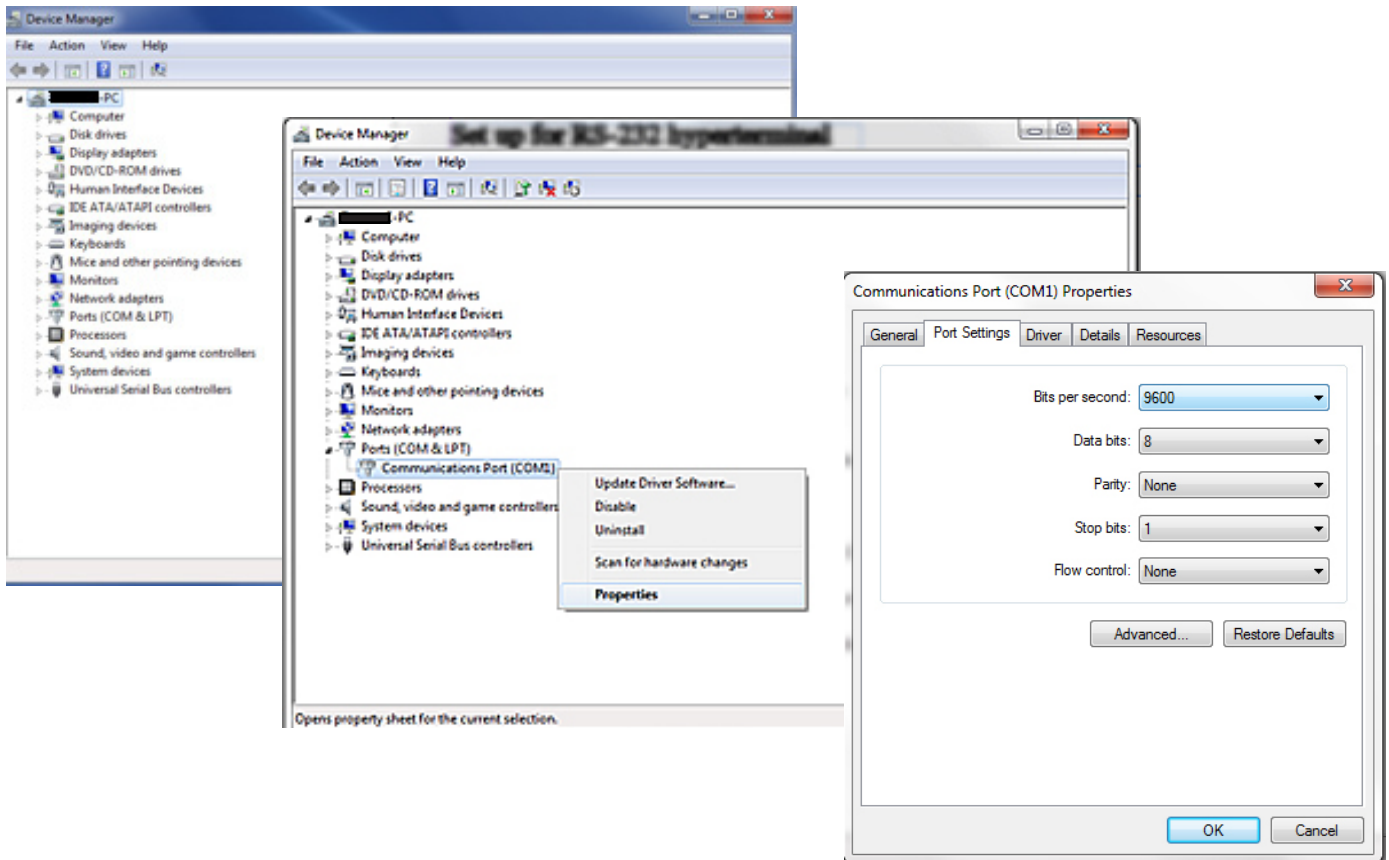 Device Manager
File Action View Help
-PC
Computer
Disk drives
Display adapters
DVD/CD-ROM drives
Human Interface Devices
IDE ATA/ATAPI controllers
Imaging devices
Keyboards
Mice and other pointing devices
Monitors
Network adapters
Ports (COM & LPT)
Processors
Sound, video and game controllers
System devices
Universal Serial Bus controllers
Device Manager
Set up for RS-232 hyperterminal
File Action View Help
-PC
Computer
Disk drives
Display adapters
DVD/CD-ROM drives
Human Interface Devices
IDE ATA/ATAPI controllers
Imaging devices
Keyboards
Mice and other pointing devices
Monitors
Network adapters
Ports (COM & LPT)
Communications Port (COM1)
Processors
Sound, video and game controllers
System devices
Universal Serial Bus controllers
Update Driver Software...
Disable
Uninstall
Scan for hardware changes
Properties
Opens property sheet for the current selection.
Communications Port (COM1) Properties
General Port Settings Driver Details Resources
Bits per second: 9600
Data bits: 8
Parity: None
Stop bits: 1
Flow control: None
Advanced... Restore Defaults
OK Cancel